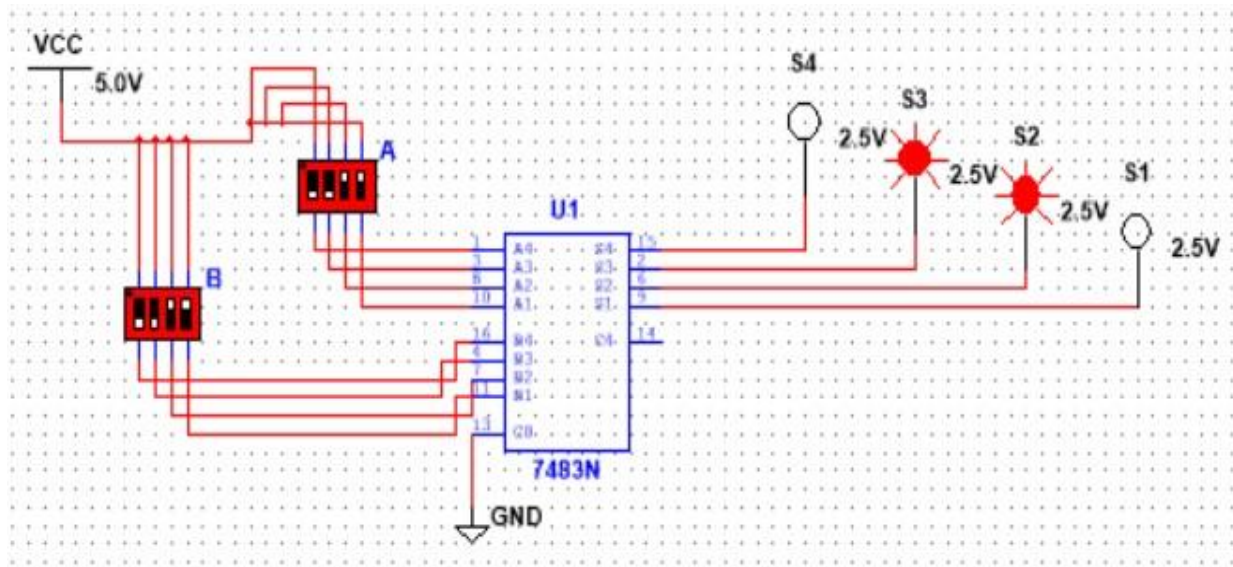 VCC
5.0V
A
B
S4
2.5V
S3
2.5V
S2
2.5V
S1
2.5V
U1
1 A4 S4 15
3 A3 S3 2
8 A2 S2 6
10 A1 S1 9
16 B4 C4 14
4 B3
7 B2
11 B1
13 C0
7483N
GND